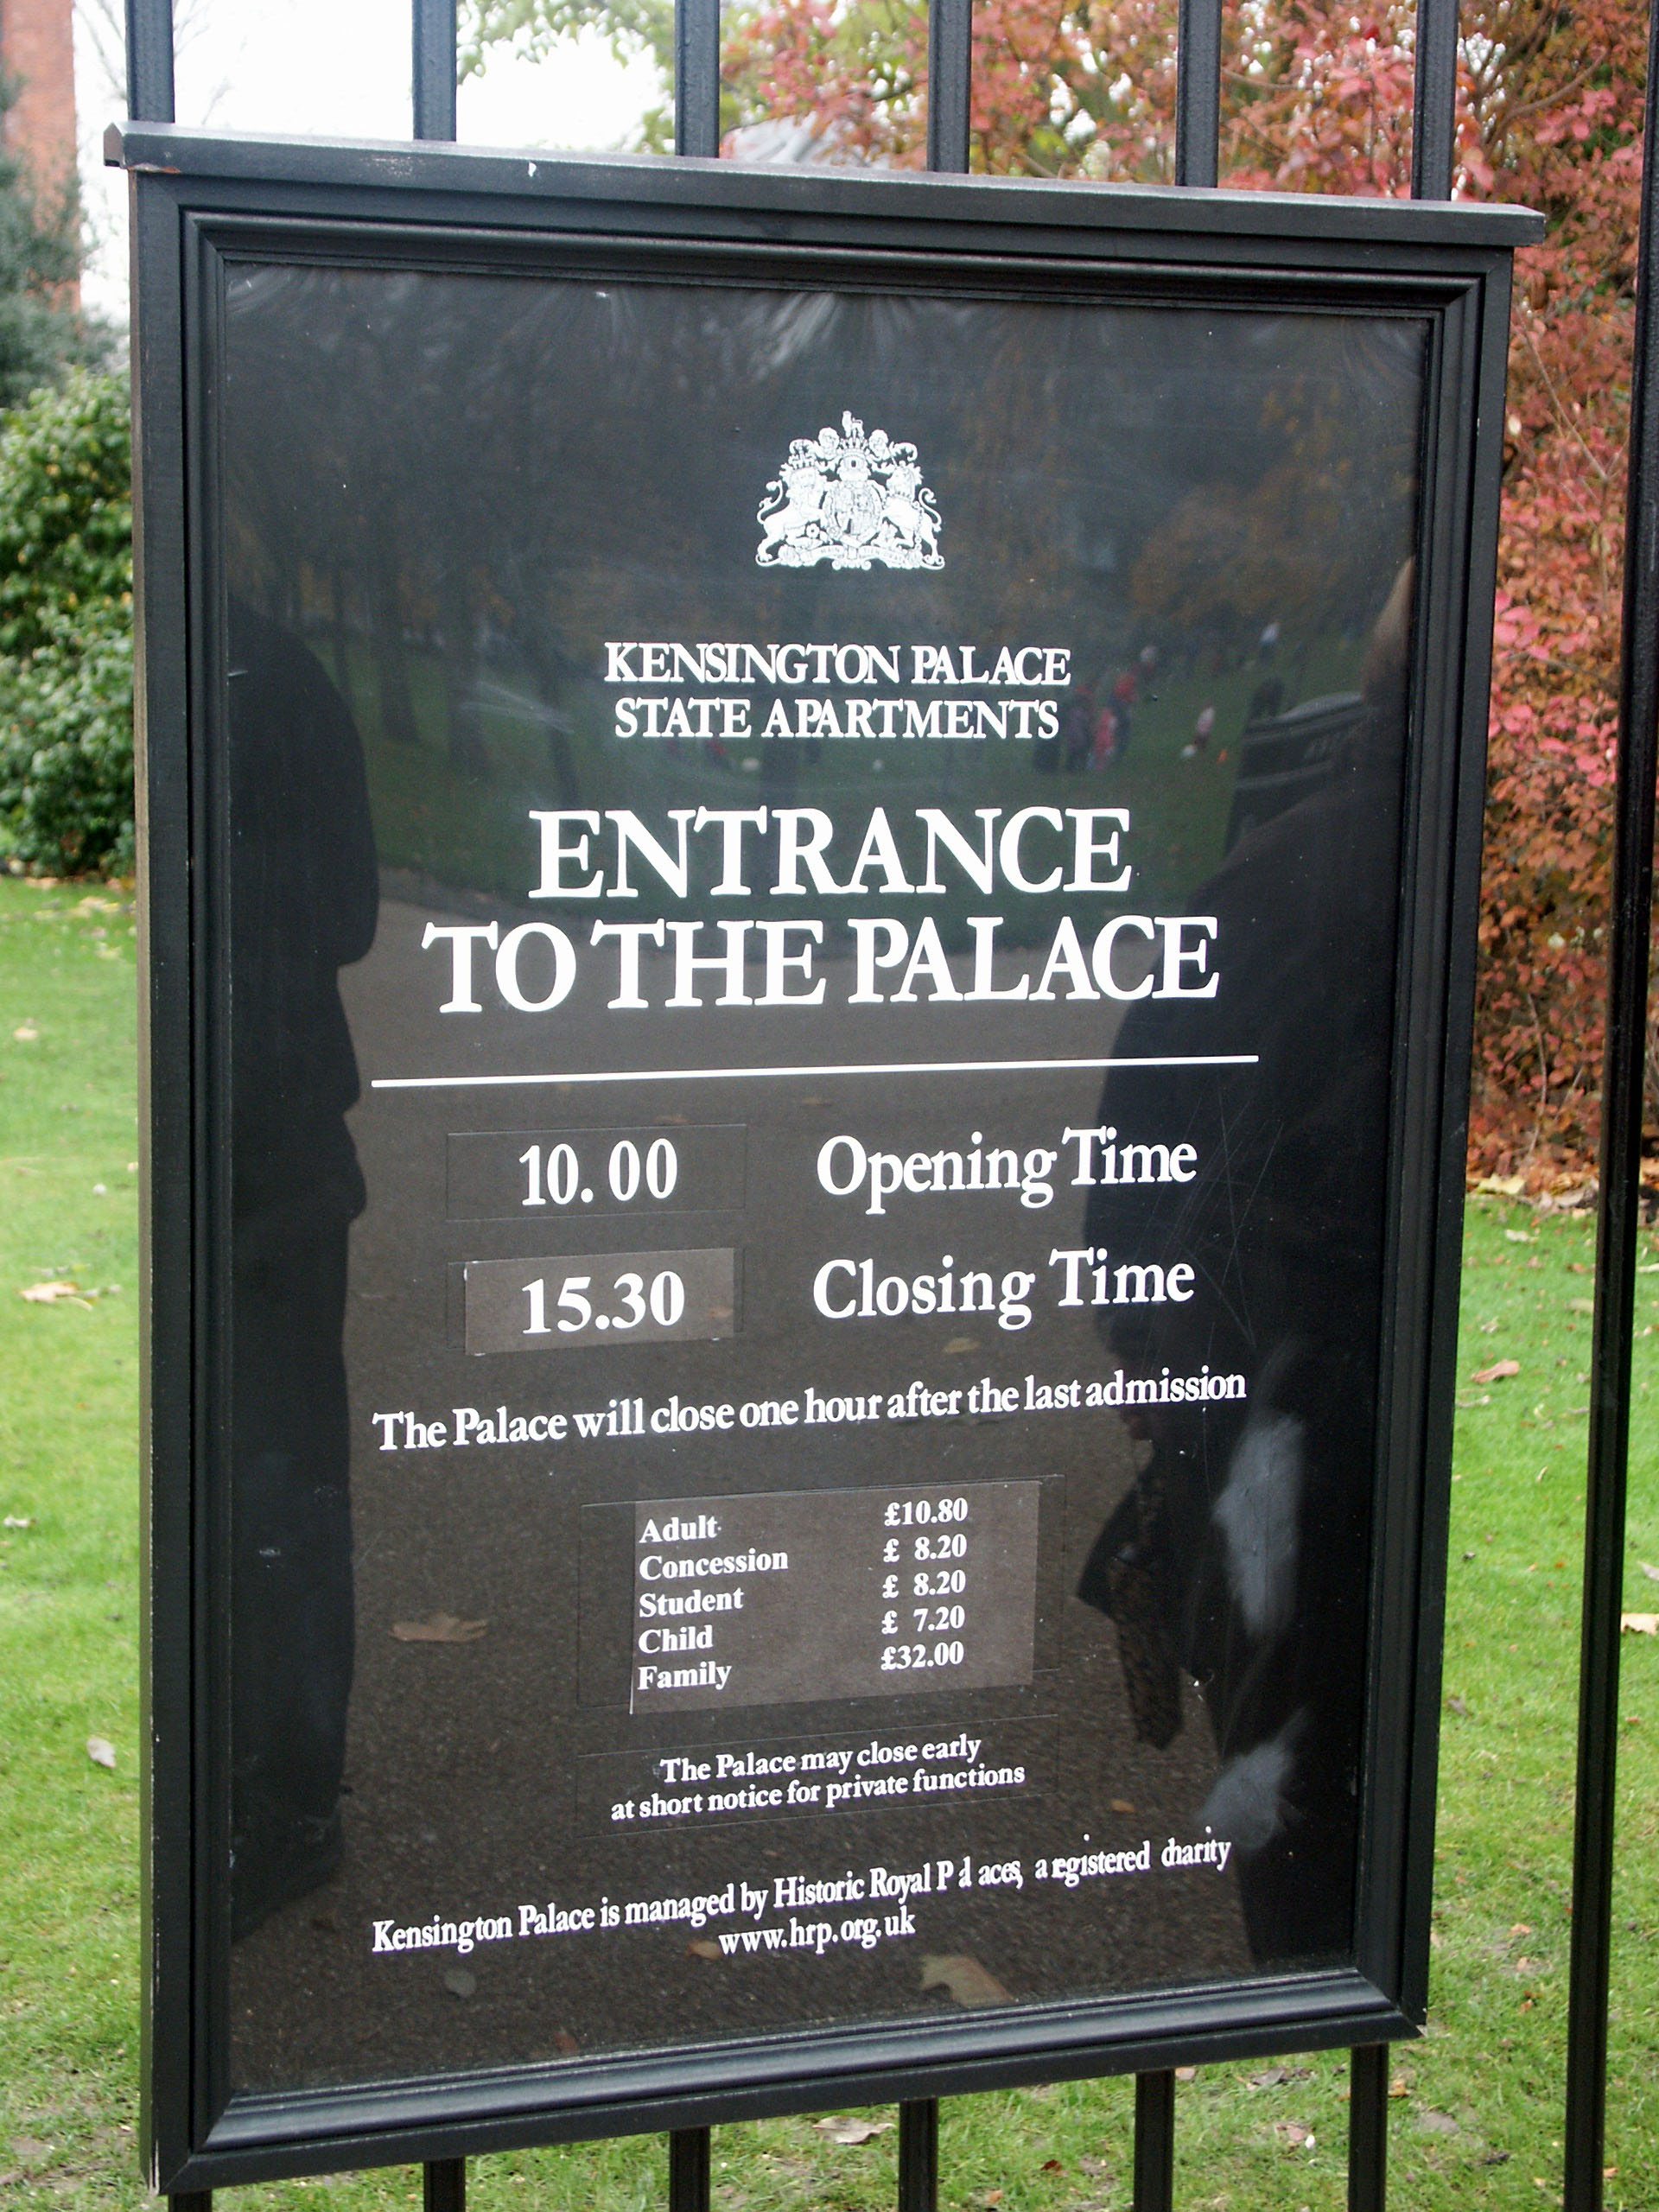 KENSINGTON PALACE
STATE APARTMENTS
ENTRANCE
TO THE PALACE
10.00 Opening Time
15.30 Closing Time
The Palace will close one hour after the last admission
Adult £10.80
Concession £ 8.20
Student £ 8.20
Child £ 7.20
Family £32.00
The Palace may close early
at short notice for private functions
Kensington Palace is managed by Historic Royal Palaces, a registered charity
www.hrp.org.uk